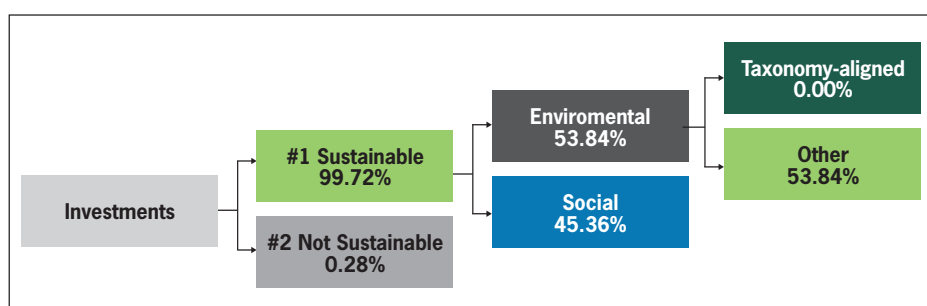 Investments
#1 Sustainable
99.72%
#2 Not Sustainable
0.28%
Enviromental
53.84%
Social
45.36%
Taxonomy-aligned
0.00%
Other
53.84%